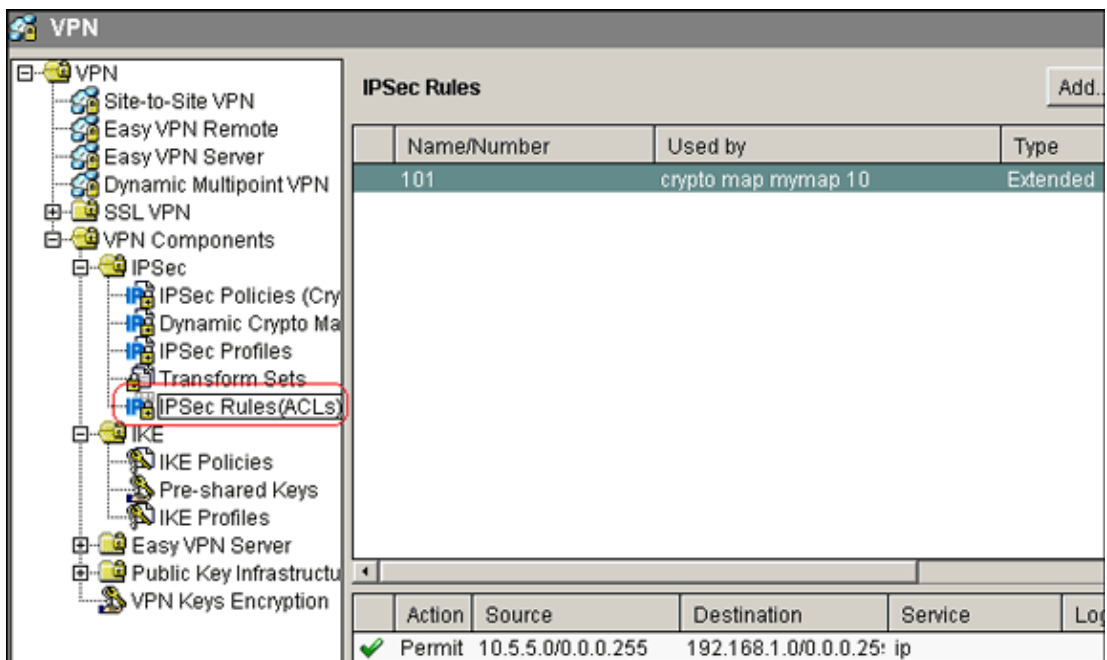 VPN
VPN
Site-to-Site VPN
Easy VPN Remote
Easy VPN Server
Dynamic Multipoint VPN
SSL VPN
VPN Components
IPSec
IPSec Policies (Cry
Dynamic Crypto Ma
IPSec Profiles
Transform Sets
IPSec Rules(ACLs)
IKE
IKE Policies
Pre-shared Keys
IKE Profiles
Easy VPN Server
Public Key Infrastructu
VPN Keys Encryption
IPSec Rules
Add..
Name/Number Used by Type
101 crypto map mymap 10 Extended
Action Source Destination Service Log
Permit 10.5.5.0/0.0.0.255 192.168.1.0/0.0.0.25 ip